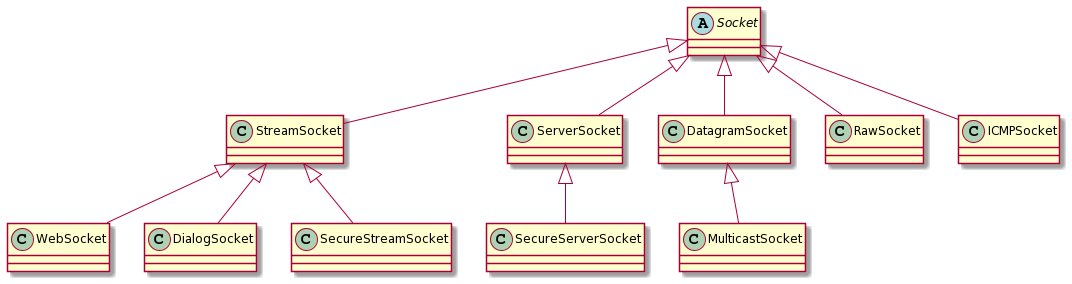 A Socket
C StreamSocket
C ServerSocket
C DatagramSocket
C RawSocket
C ICMPSocket
C WebSocket
C DialogSocket
C SecureStreamSocket
C SecureServerSocket
C MulticastSocket